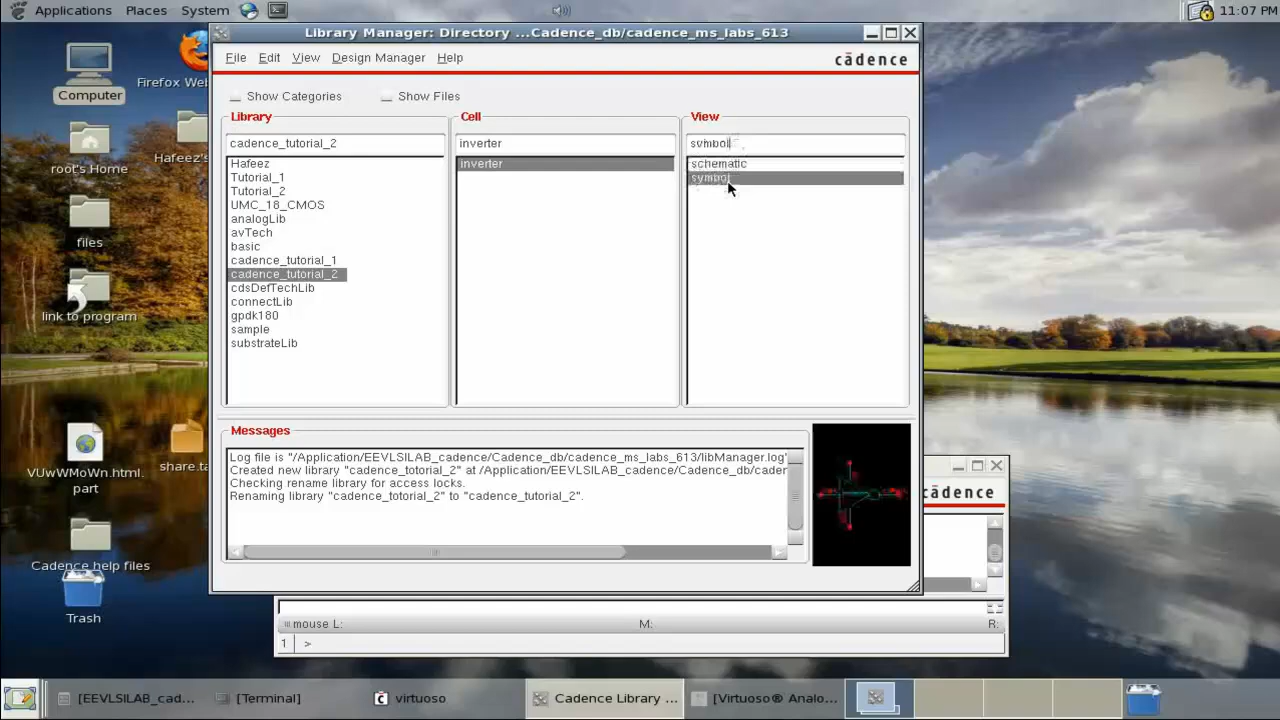 Applications Places System
11:07 PM
Computer
Firefox Web
root's Home
Hafeez's
files
link to program
VUwWMoWn.html.
part
share.ta
Cadence help files
Trash
Library Manager: Directory ...Cadence_db/cadence_ms_labs_613
File Edit View Design Manager Help
cādence
Show Categories Show Files
Library
cadence_tutorial_2
Hafeez
Tutorial_1
Tutorial_2
UMC_18_CMOS
analogLib
avTech
basic
cadence_tutorial_1
cadence_tutorial_2
cdsDefTechLib
connectLib
gpdk180
sample
substrateLib
Cell
inverter
inverter
View
symbol
schematic
symbol
Messages
Log file is "/Application/EEVLSILAB_cadence/Cadence_db/cadence_ms_labs_613/libManager.log"
Created new library "cadence_totorial_2" at /Application/EEVLSILAB_cadence/Cadence_db/cader
Checking rename library for access locks.
Renaming library "cadence_totorial_2" to "cadence_tutorial_2".
cādence
mouse L: M: R:
1 >
[EEVLSILAB_cad... [Terminal] virtuoso Cadence Library ... [Virtuoso® Analo...